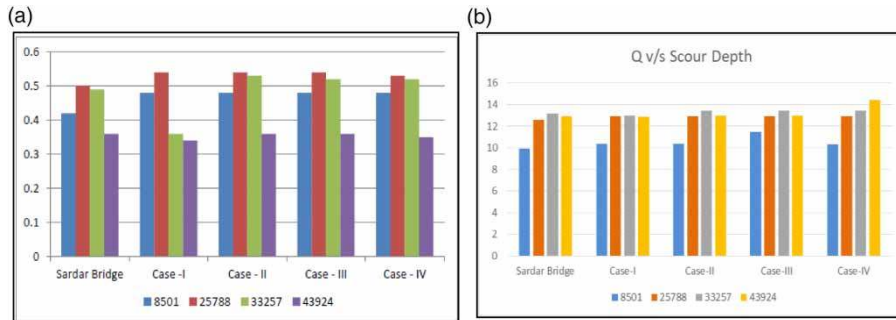 (a)
0.6
0.5
0.4
0.3
0.2
0.1
0
Sardar Bridge Case -I Case - II Case - III Case - IV
8501 25788 33257 43924
(b)
Q v/s Scour Depth
16
14
12
10
8
6
4
2
0
Sardar Bridge Case-I Case-II Case-III Case-IV
8501 25788 33257 43924